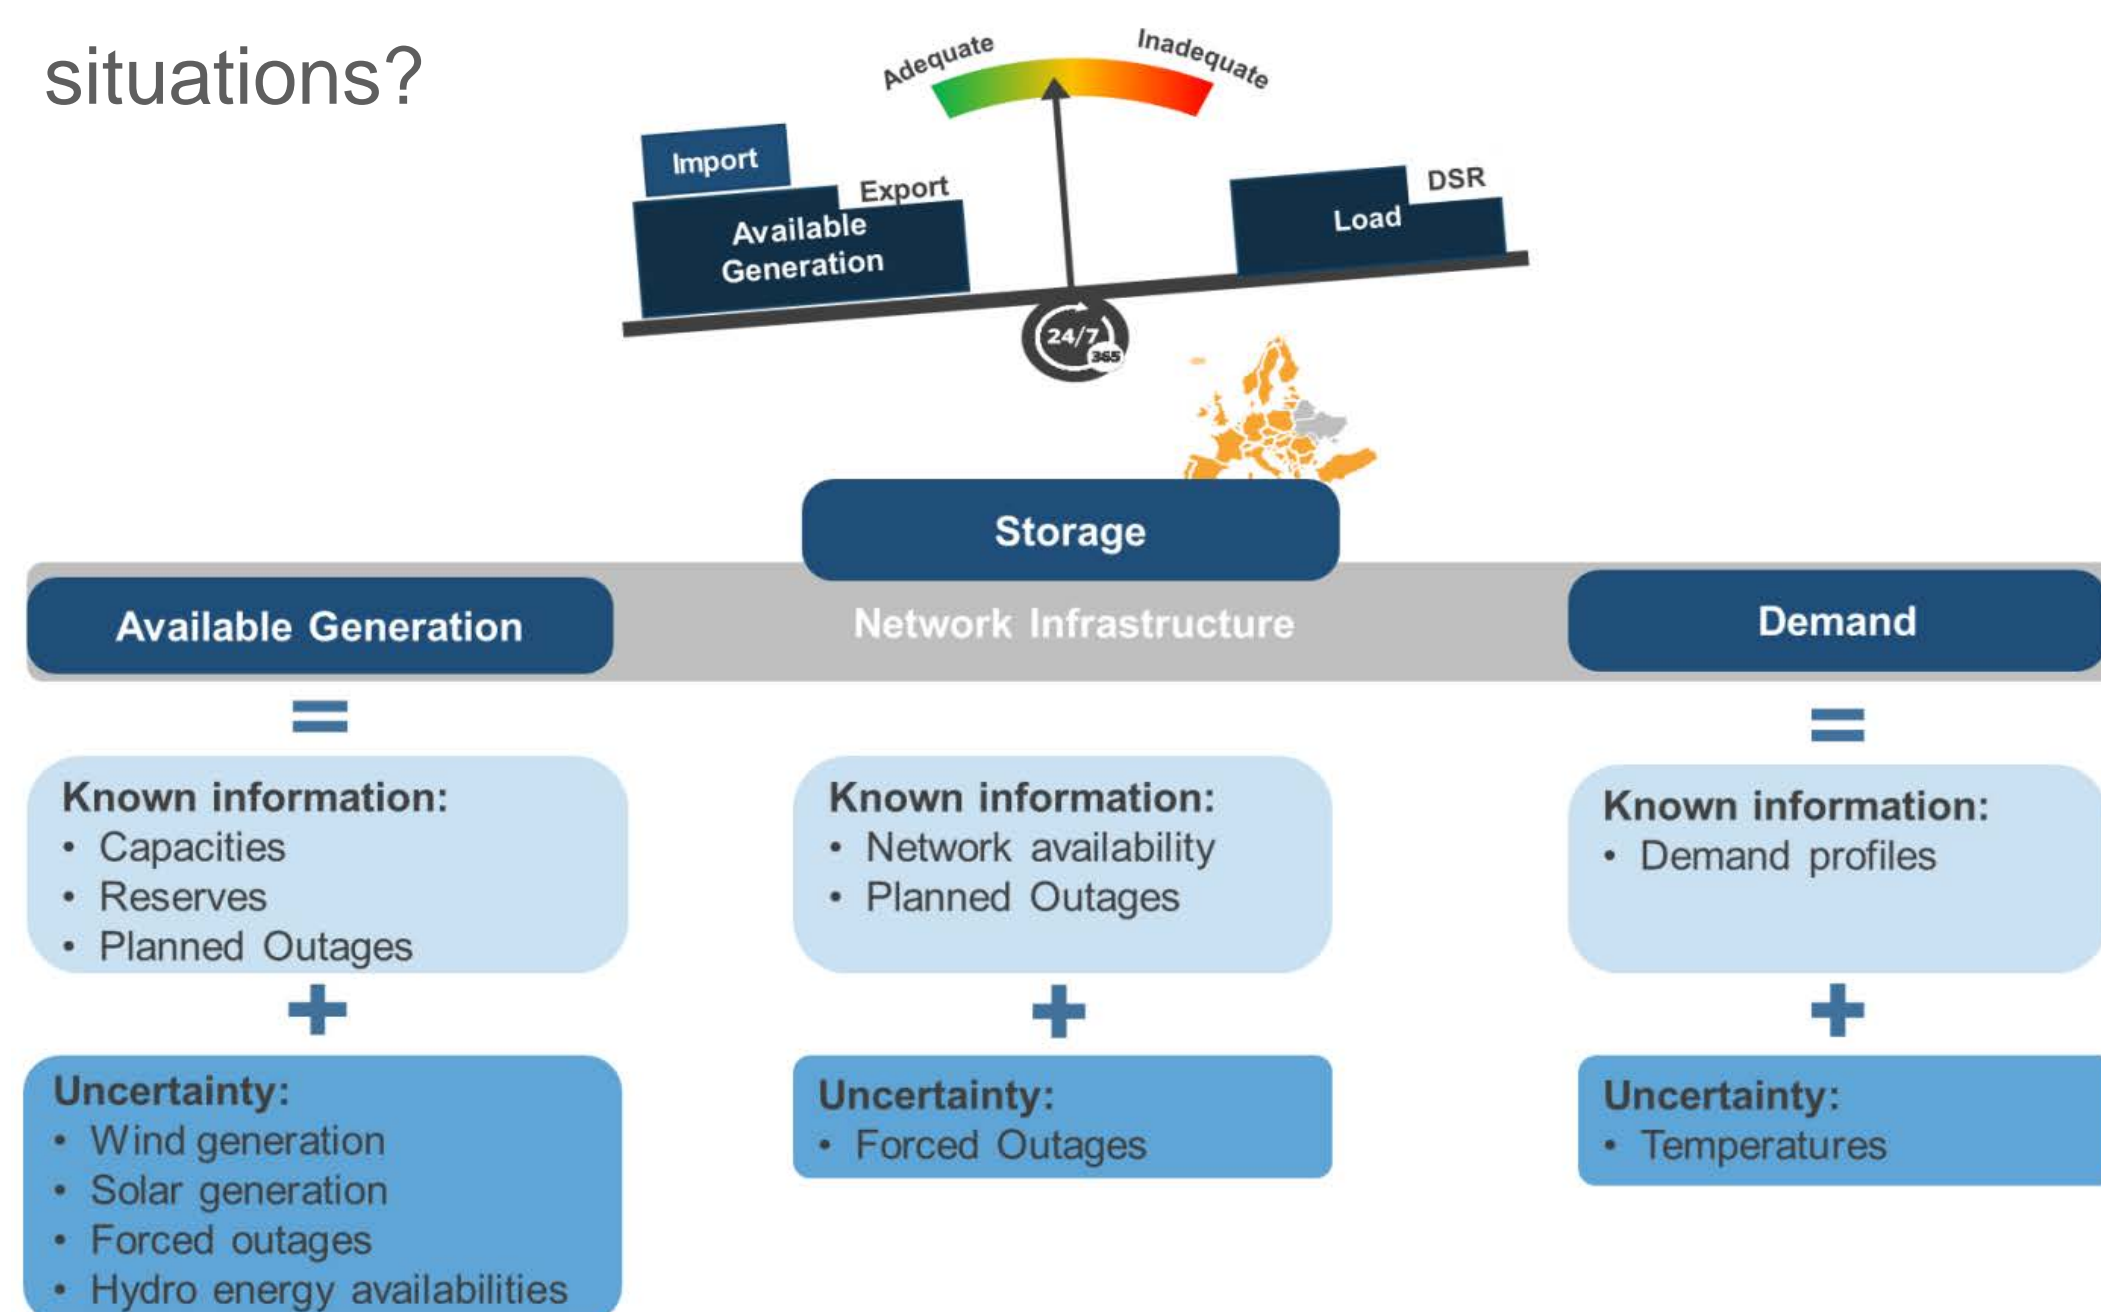 situations?
Adequate
Inadequate
Import
Export
Available
Generation
DSR
Load
24/7
365
Storage
Available Generation
Network Infrastructure
Demand
=
=
Known information:
• Capacities
• Reserves
• Planned Outages
Known information:
• Network availability
• Planned Outages
Known information:
• Demand profiles
+
+
+
Uncertainty:
• Wind generation
• Solar generation
• Forced outages
• Hydro energy availabilities
Uncertainty:
• Forced Outages
Uncertainty:
• Temperatures